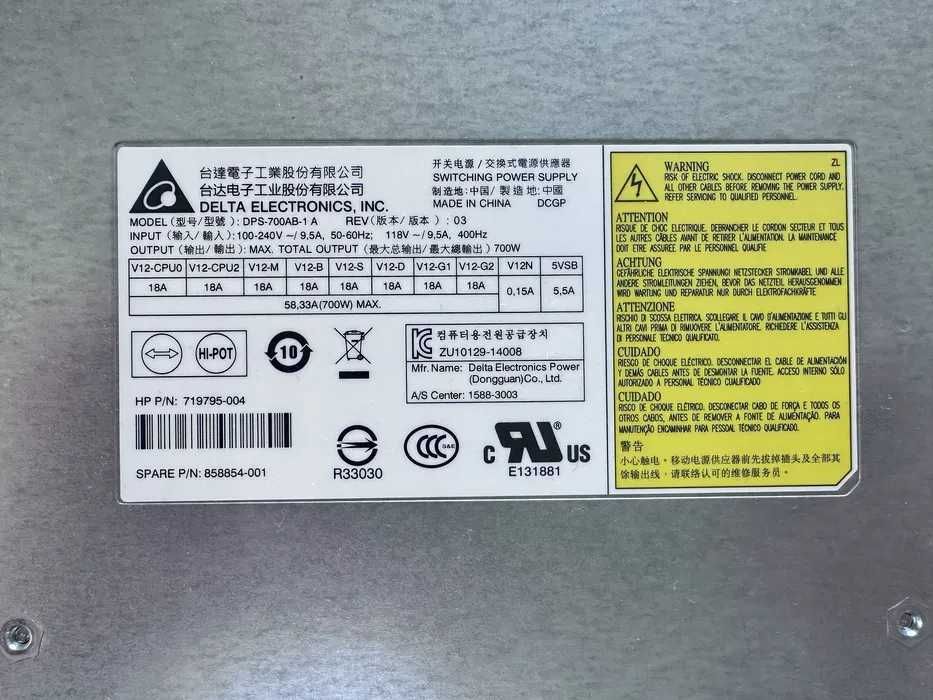 台達電子工業股份有限公司
台达电子工业股份有限公司
DELTA ELECTRONICS, INC.
开关电源 / 交換式電源供應器
SWITCHING POWER SUPPLY
制造地: 中国/ 製造地: 中國
MADE IN CHINA DCGP
MODEL (型号/型號) : DPS-700AB-1 A REV(版本/ 版本) : 03
INPUT (输入/ 輸入) : 100-240V ~/ 9,5A, 50-60Hz; 118V ~/ 9,5A, 400Hz
OUTPUT (输出/ 輸出) : MAX. TOTAL OUTPUT (最大总输出/最大總輸出) 700W
V12-CPU0 V12-CPU2 V12-M V12-B V12-S V12-D V12-G1 V12-G2 V12N 5VSB
18A 18A 18A 18A 18A 18A 18A 18A 0,15A 5,5A
58,33A(700W) MAX.
HI-POT
10
컴퓨터용전원공급장치
ZU10129-14008
Mfr. Name: Delta Electronics Power
(Dongguan)Co., Ltd.
A/S Center: 1588-3003
HP P/N: 719795-004
SPARE P/N: 858854-001
R33030
CCC S&E
C RU ® US
E131881
WARNING ZL
RISK OF ELECTRIC SHOCK. DISCONNECT POWER CORD AND
ALL OTHER CABLES BEFORE REMOVING THE POWER SUPPLY.
REFER SERVICING TO QUALIFIED PERSONNEL.
ATTENTION
RISQUE DE CHOC ELECTRIQUE. DEBRANCHER LE CORDON SECTEUR ET TOUS
LES AUTRES CÂBLES AVANT DE RETIRER L'ALIMENTATION. LA MAINTENANCE
DOIT ETRE ASSUREE PAR DU PERSONNEL QUALIFIE
ACHTUNG
GEFÄHRLICHE ELEKTRISCHE SPANNUNG! NETZSTECKER STROMKABEL UND ALLE
ANDERE STROMLEITUNGEN ZIEHEN, BEVOR DAS NETZTEIL HERAUSGENOMMEN
WIRD WARTUNG UND REPARATUR NUR DURCH ELEKTROFACHKRÄFTE
ATTENZIONE
RISCHIO DI SCOSSA ELETTRICA. SCOLLEGARE IL CAVO D'ALIMENTAZIONE E TUTTI GLI
ALTRI CAVI PRIMA DI RIMUOVERE L'ALIMENTATORE. RICHIEDERE L'ASSISTENZA
DI PERSONALE TECNICO QUALIFICATO.
CUIDADO
RIESGO DE CHOQUE ELÉCTRICO. DESCONECTAR EL CABLE DE ALIMENTACIÓN
Y DEMÁS CABLES ANTES DE DESMONTAR LA FUENTE. ACCESO INTERNO SÓLO
AUTORIZADO A PERSONAL TÉCNICO CUALIFICADO
CUIDADO
RISCO DE CHOQUE ELÉTRICO. DESCONECTAR CABO DE FORÇA E TODOS OS
OTROS CABOS, ANTES DE REMOVER A FONTE DE ALIMENTAÇÃO. PARA
MANUTENÇÃO ENCAMINHAR PARA PESSOAL TÉCNICO QUALIFICADO.
警告
小心触电。移动电源供应器前先拔掉插头及全部其
馀输出线，请联络认可的维修服务员。